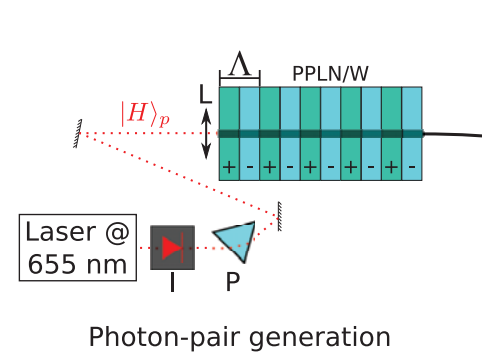 Λ
PPLN/W
L
|H⟩p
+ - + - + - + - + -
Laser @
655 nm
I
P
Photon-pair generation